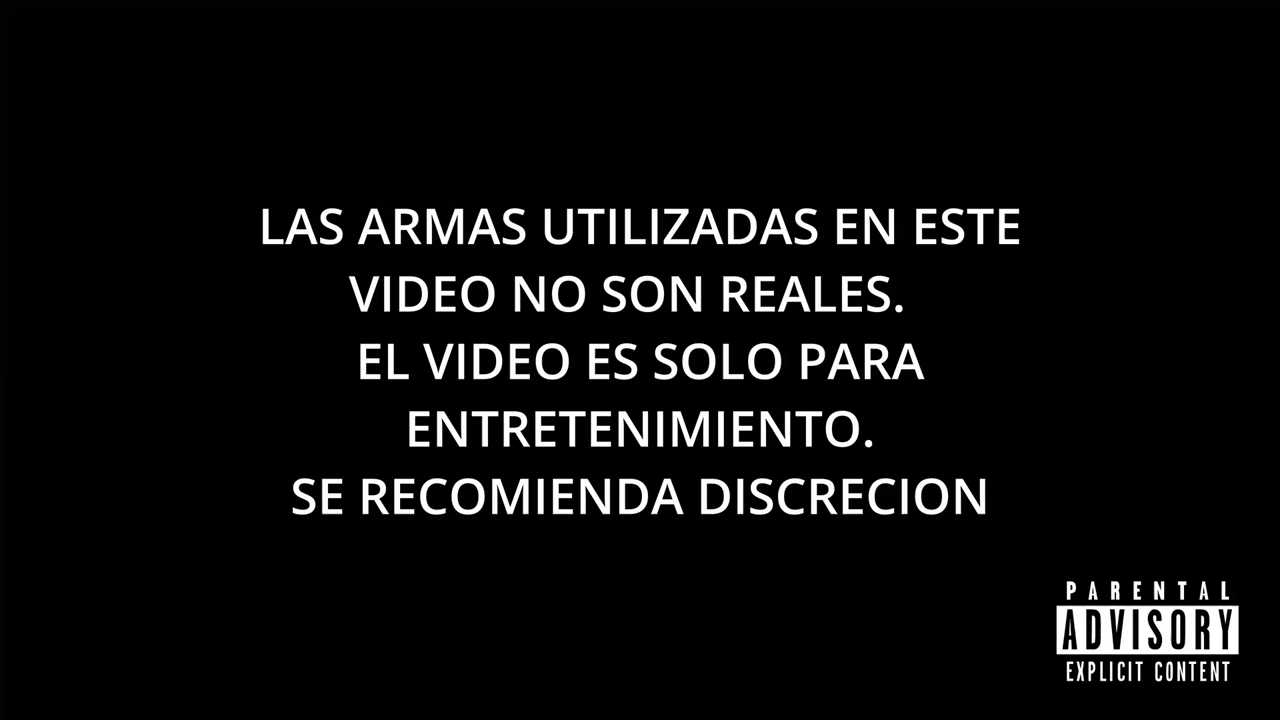 LAS ARMAS UTILIZADAS EN ESTE
VIDEO NO SON REALES.
EL VIDEO ES SOLO PARA
ENTRETENIMIENTO.
SE RECOMIENDA DISCRECION
PARENTAL
ADVISORY
EXPLICIT CONTENT